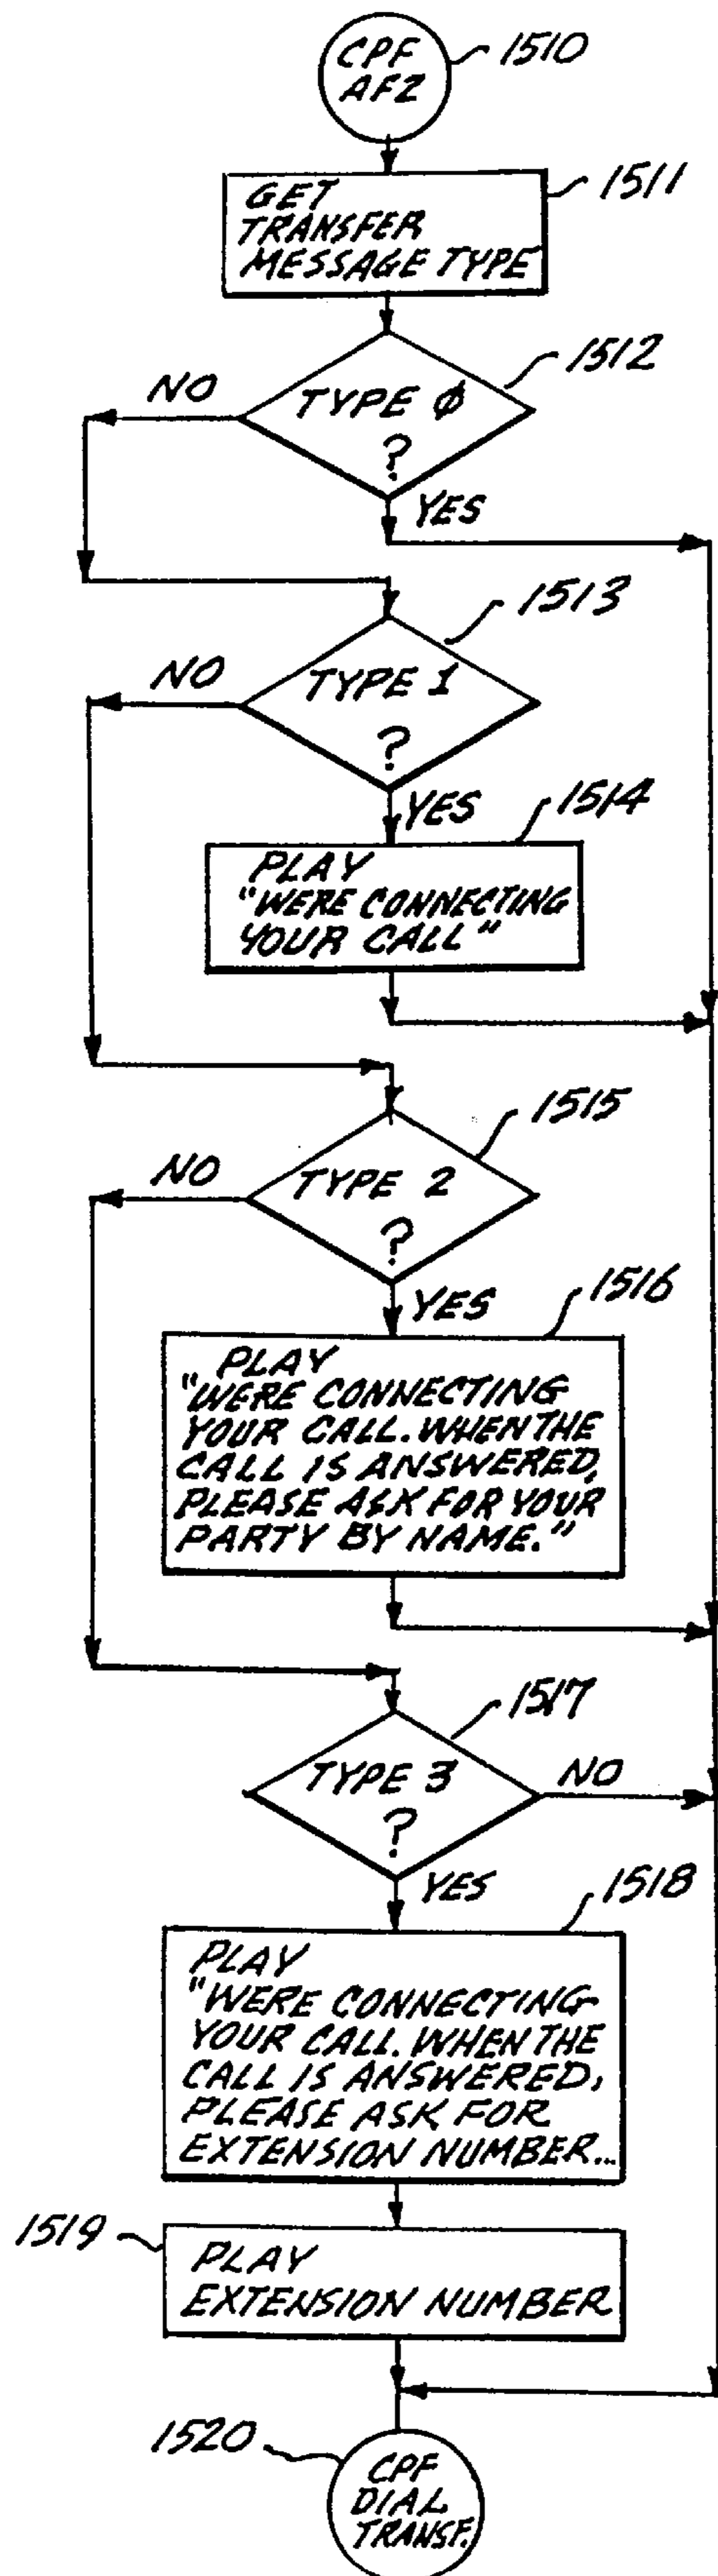 CPF
AF2
1510
1511
GET
TRANSFER
MESSAGE TYPE
1512
NO
TYPE Ø
?
YES
1513
NO
TYPE 1
?
YES
1514
PLAY
"WERE CONNECTING
YOUR CALL"
1515
NO
TYPE 2
?
YES
1516
PLAY
"WERE CONNECTING
YOUR CALL. WHEN THE
CALL IS ANSWERED,
PLEASE ASK FOR YOUR
PARTY BY NAME."
1517
TYPE 3
NO
?
YES
1518
PLAY
"WERE CONNECTING
YOUR CALL. WHEN THE
CALL IS ANSWERED,
PLEASE ASK FOR
EXTENSION NUMBER...
1519
PLAY
EXTENSION NUMBER
1520
CPF
DIAL
TRANSF.